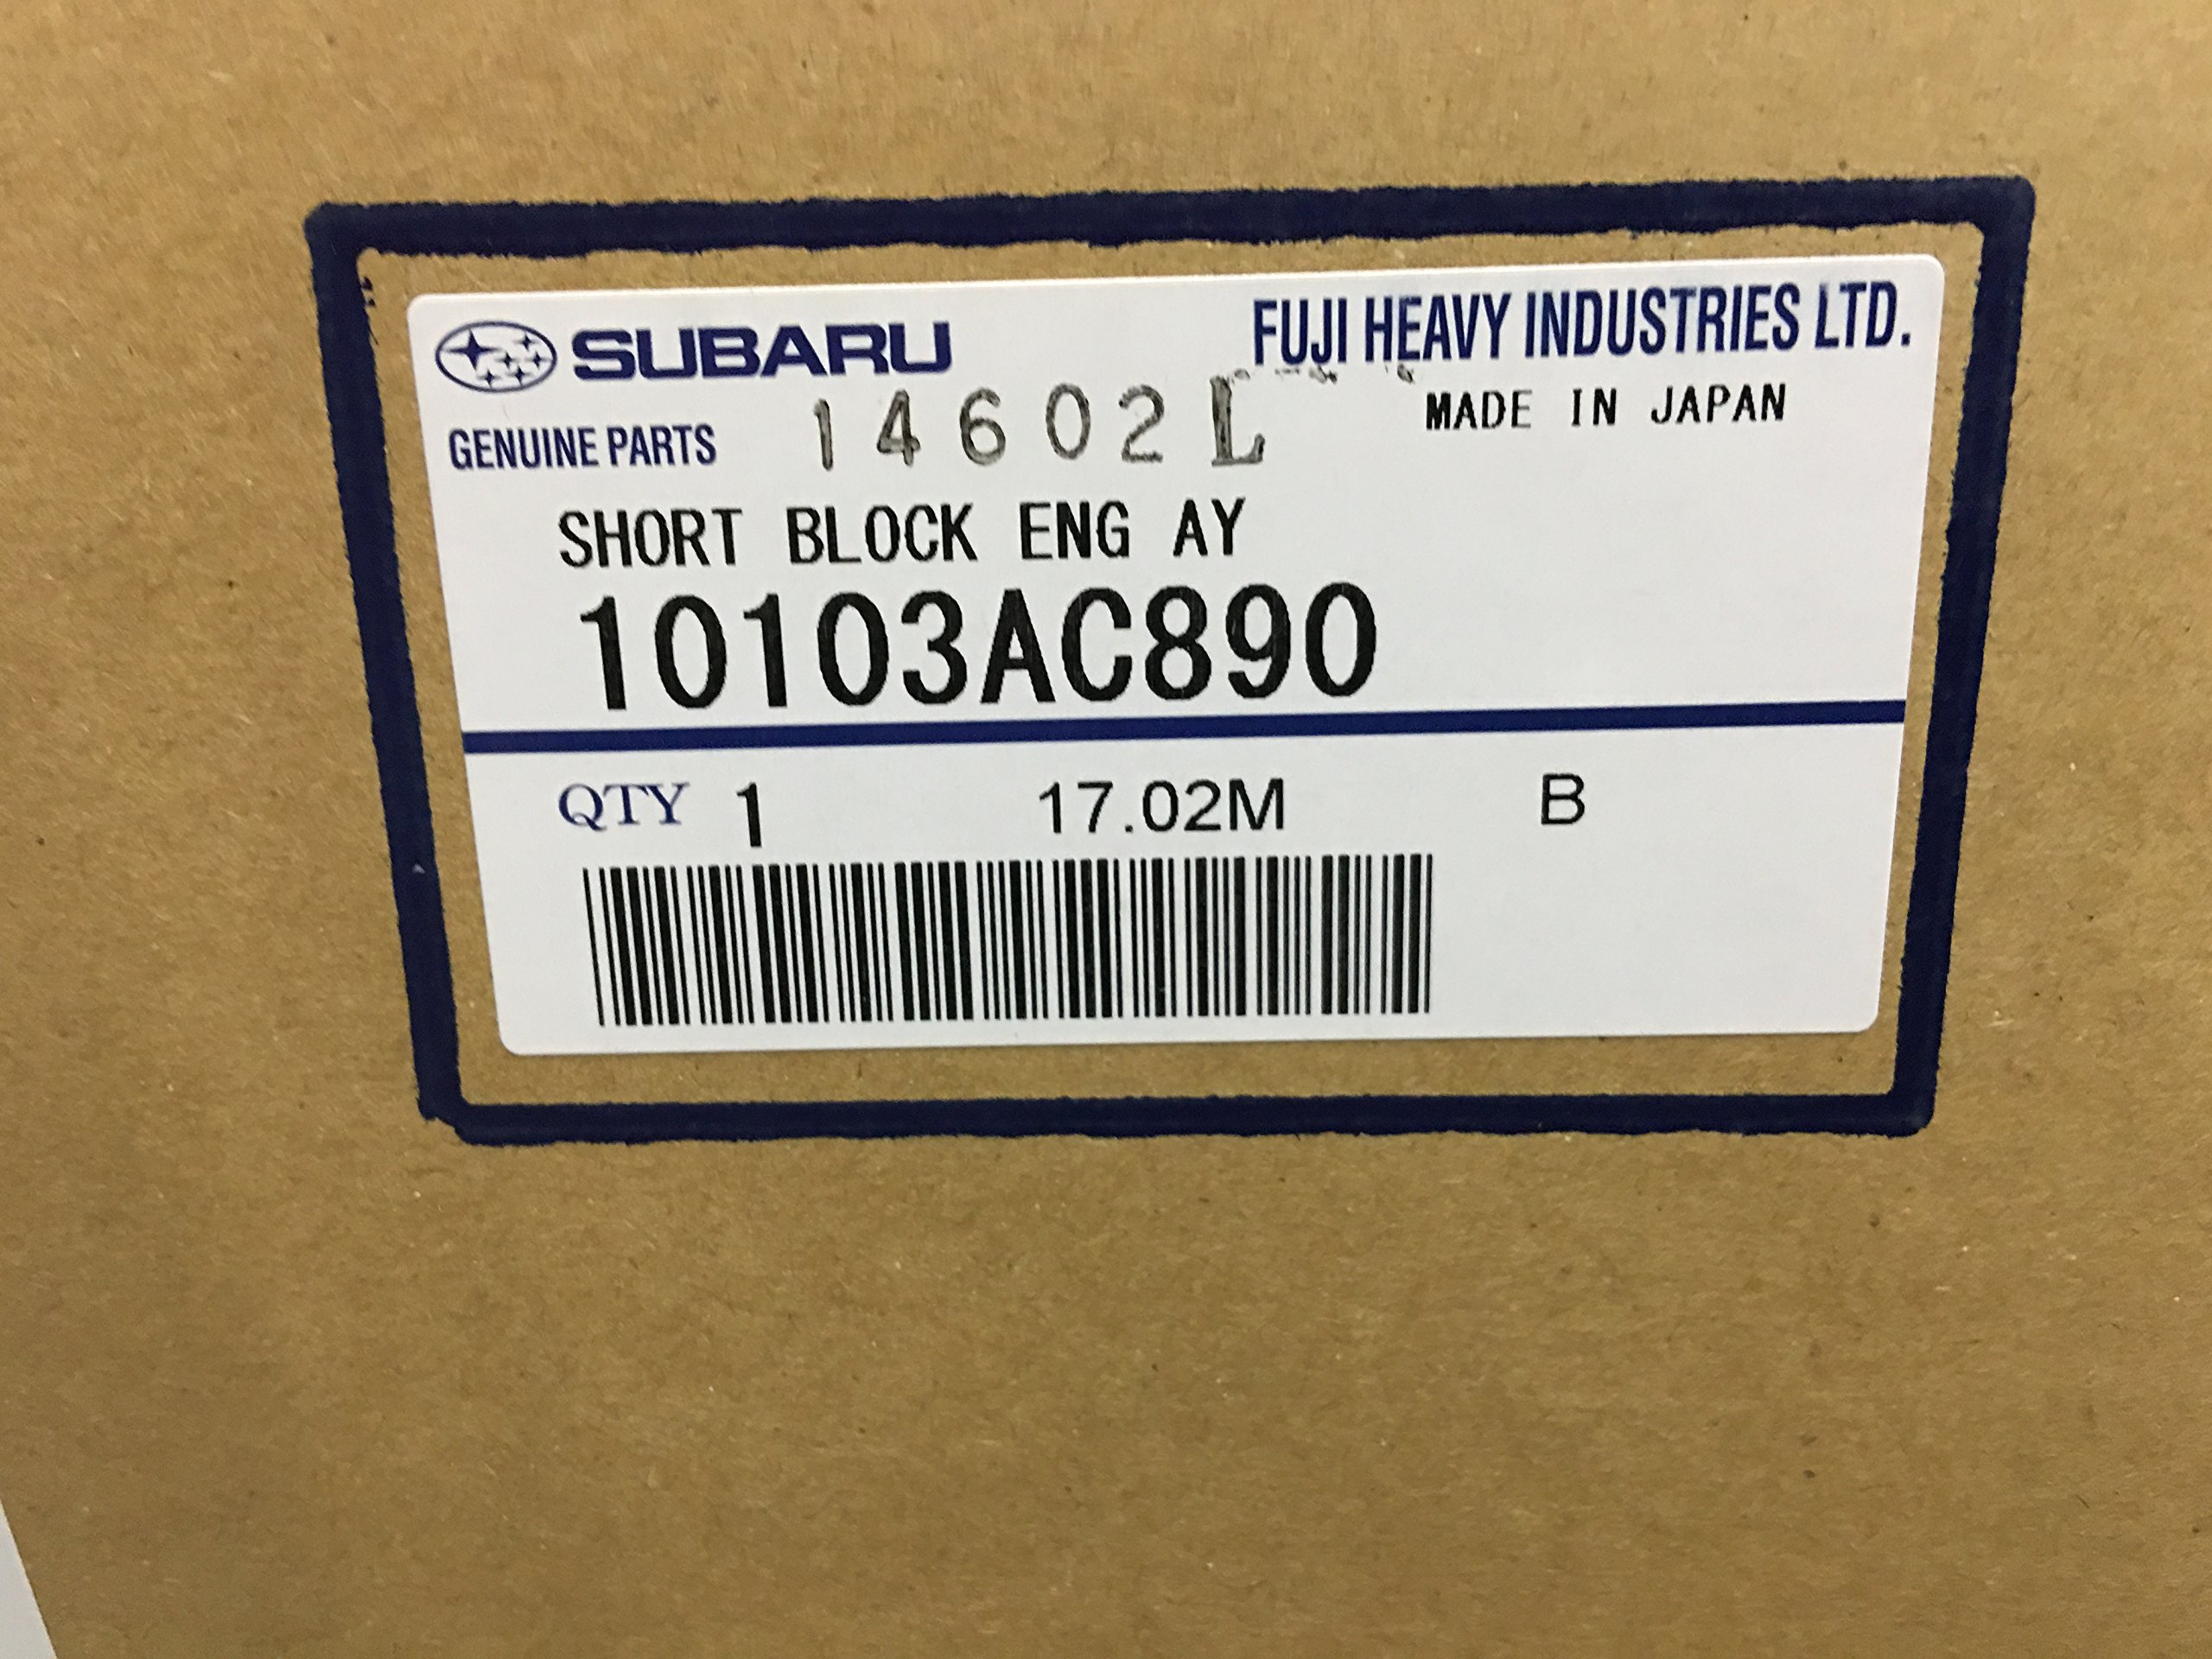 SUBARU
FUJI HEAVY INDUSTRIES LTD.
GENUINE PARTS
14602L
MADE IN JAPAN
SHORT BLOCK ENG AY
10103AC890
QTY 1 17.02M B